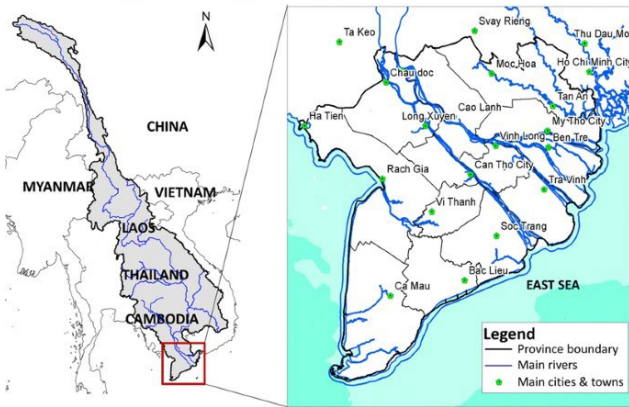 N
CHINA
MYANMAR
VIETNAM
LAOS
THAILAND
CAMBODIA
Ta Keo
Svay Rieng
Thu Dau Mo
Ho Chi Minh City
Chau doc
Moc Hoa
Tan An
Cao Lanh
Ha Tien
Long Xuyen
My Tho City
Vinh Long
Ben Tre
Rach Gia
Can Tho City
Tra Vinh
Vi Thanh
Soc Trang
Bac Lieu
Ca Mau
EAST SEA
Legend
Province boundary
Main rivers
Main cities & towns